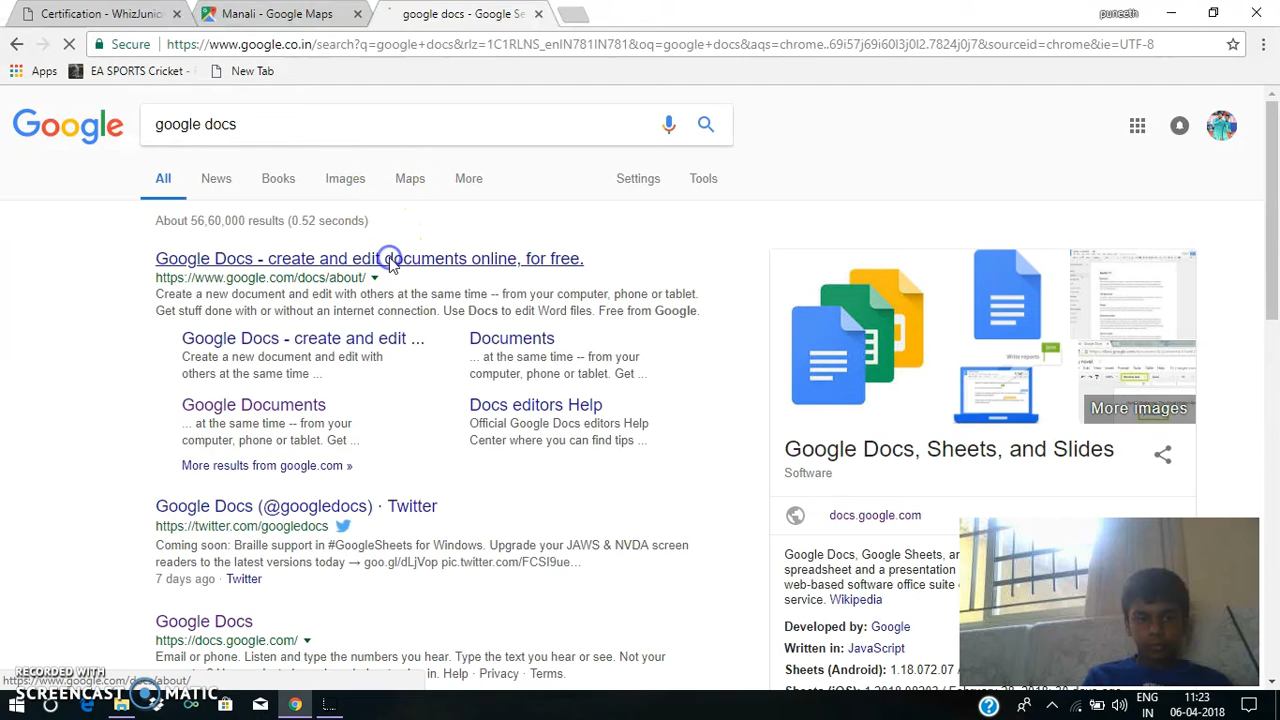 Certification - WhizJunior
Manali - Google Maps
google docs - Google Se
puneeth
Secure
https://www.google.co.in/search?q=google+docs&rlz=1C1RLNS_enIN781IN781&oq=google+docs&aqs=chrome..69i57j69i60l3j0l2.7824j0j7&sourceid=chrome&ie=UTF-8
Apps
EA SPORTS Cricket -
New Tab
Google
google docs
All
News
Books
Images
Maps
More
Settings
Tools
About 56,60,000 results (0.52 seconds)
Google Docs - create and edit documents online, for free.
https://www.google.com/docs/about/
Create a new document and edit with others at the same time -- from your computer, phone or tablet.
Get stuff done with or without an internet connection. Use Docs to edit Word files. Free from Google.
Google Docs - create and edit ...
Create a new document and edit with
others at the same time ...
Documents
... at the same time -- from your
computer, phone or tablet. Get ...
Google Documents
... at the same time -- from your
computer, phone or tablet. Get ...
Docs editors Help
Official Google Docs editors Help
Center where you can find tips ...
More results from google.com »
Google Docs (@googledocs) · Twitter
https://twitter.com/googledocs
Coming soon: Braille support in #GoogleSheets for Windows. Upgrade your JAWS & NVDA screen
readers to the latest versions today → goo.gl/dLjVop pic.twitter.com/FCSI9ue...
7 days ago · Twitter
Google Docs
https://docs.google.com/
Email or phone. Listen and type the numbers you hear. Type the text you hear or see. Not your
Help · Privacy · Terms.
Write reports
More images
Google Docs, Sheets, and Slides
Software
docs.google.com
Google Docs, Google Sheets, an
spreadsheet and a presentation
web-based software office suite
service. Wikipedia
Developed by: Google
Written in: JavaScript
Sheets (Android): 1.18.072.07
https://www.google.com/docs/about/
RECORDED WITH
SCREENCAST MATIC
ENG
IN
11:23
06-04-2018